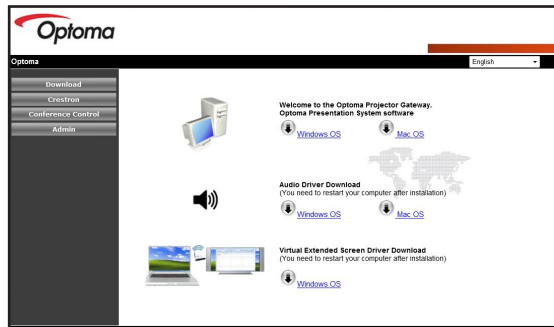 Optoma
Optoma
English
Download
Crestron
Conference Control
Admin
Welcome to the Optoma Projector Gateway.
Optoma Presentation System software
Windows OS
Mac OS
Audio Driver Download
(You need to restart your computer after installation)
Windows OS
Mac OS
Virtual Extended Screen Driver Download
(You need to restart your computer after installation)
Windows OS